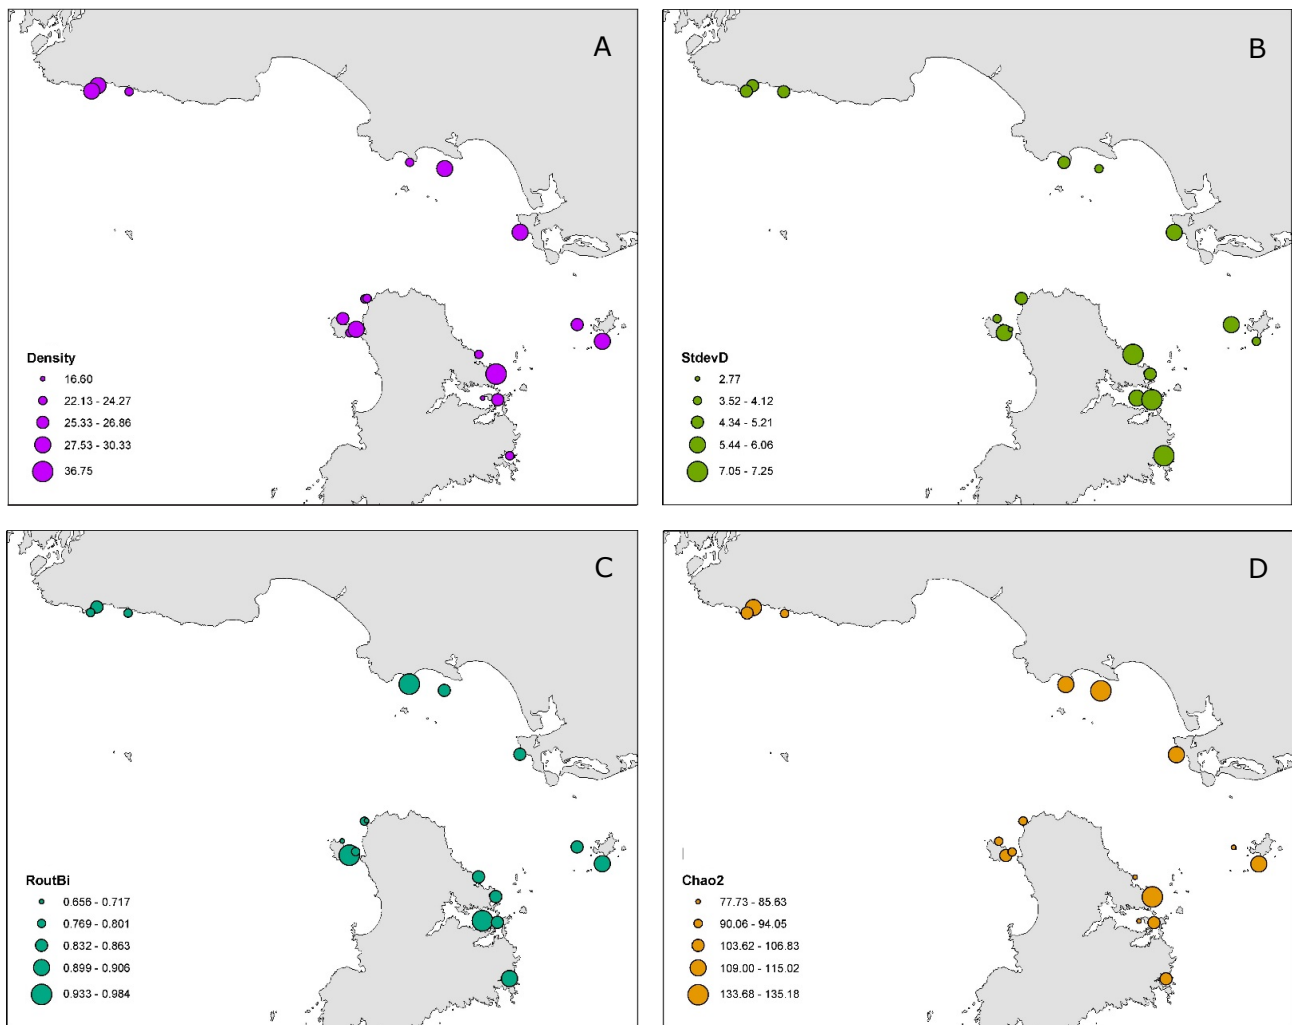 A
Density
16.60
22.13 - 24.27
25.33 - 26.86
27.53 - 30.33
36.75
B
StdevD
2.77
3.52 - 4.12
4.34 - 5.21
5.44 - 6.06
7.05 - 7.25
C
RoutBi
0.656 - 0.717
0.769 - 0.801
0.832 - 0.863
0.899 - 0.906
0.933 - 0.984
D
Chao2
77.73 - 85.63
90.06 - 94.05
103.62 - 106.83
109.00 - 115.02
133.68 - 135.18